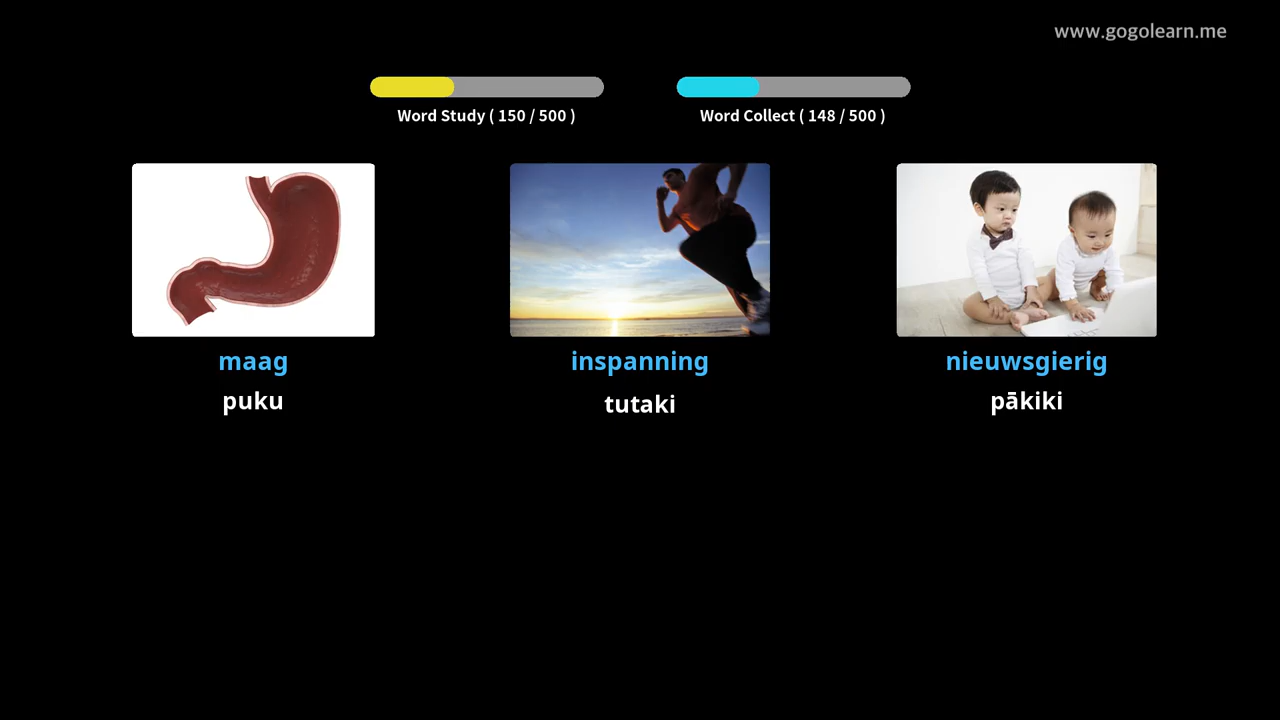 www.gogolearn.me
Word Study ( 150 / 500 )
Word Collect ( 148 / 500 )
maag
puku
inspanning
tutaki
nieuwsgierig
pākiki